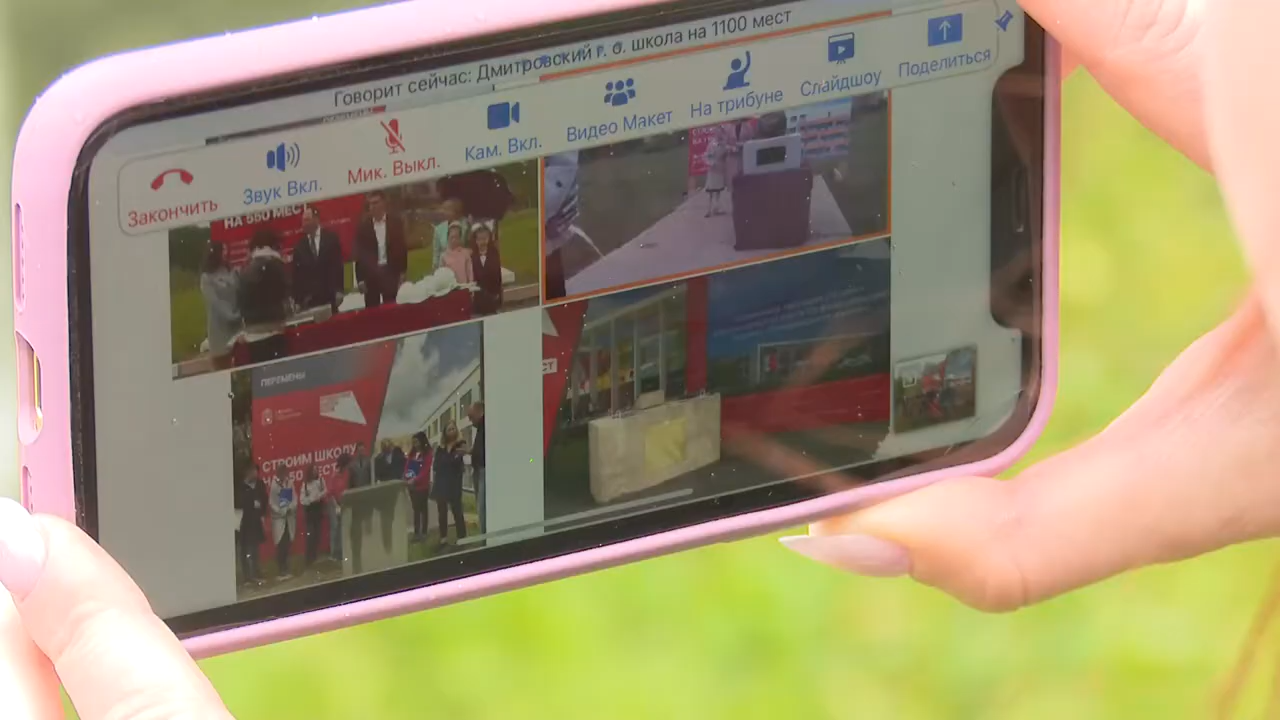 Говорит сейчас: Дмитровский г. о. школа на 1100 мест
Закончить
Звук Вкл.
Мик. Выкл.
Кам. Вкл.
Видео Макет
На трибуне
Слайдшоу
Поделиться
НА 550 МЕСТ
ПЕРЕМЕНЫ
СТРОИМ ШКОЛУ